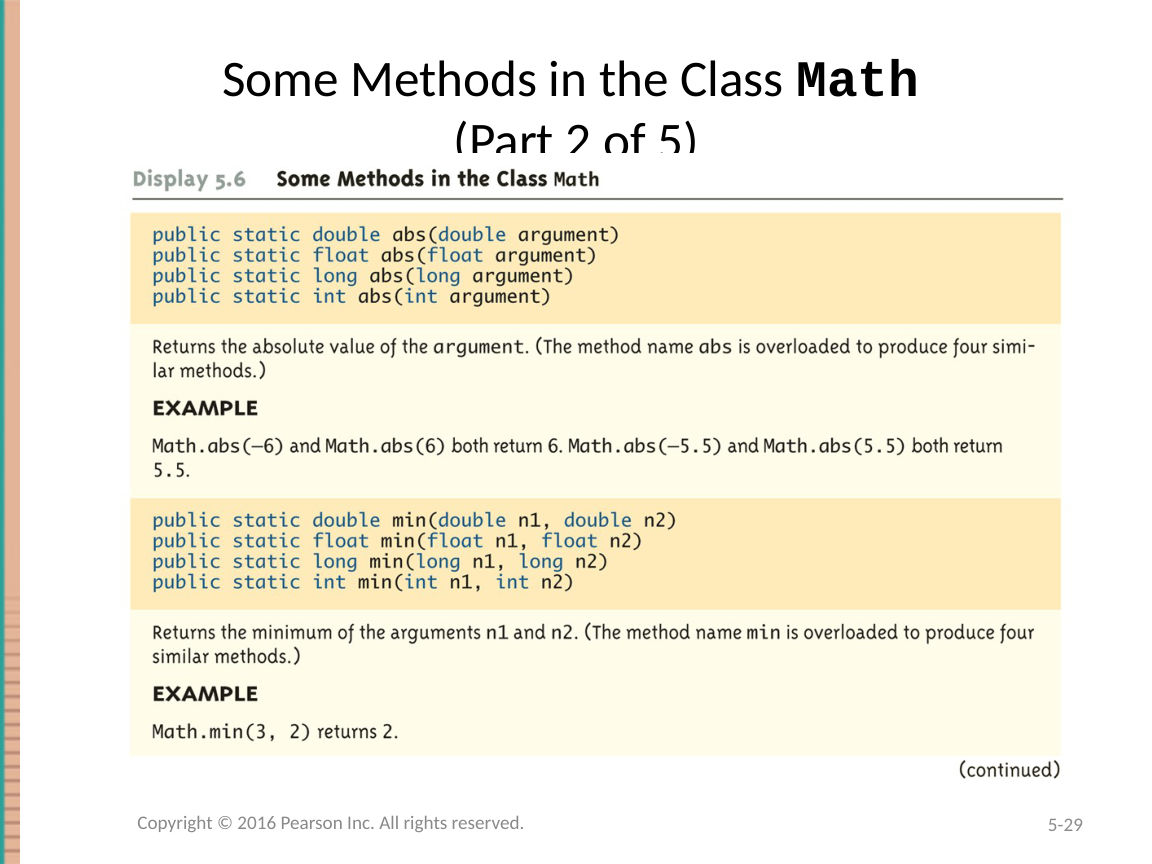 Some Methods in the Class Math
(Part 2 of 5)
Display 5.6 Some Methods in the Class Math
public static double abs(double argument)
public static float abs(float argument)
public static long abs(long argument)
public static int abs(int argument)
Returns the absolute value of the argument. (The method name abs is overloaded to produce four simi-
lar methods.)
EXAMPLE
Math.abs(−6) and Math.abs(6) both return 6. Math.abs(−5.5) and Math.abs(5.5) both return
5.5.
public static double min(double n1, double n2)
public static float min(float n1, float n2)
public static long min(long n1, long n2)
public static int min(int n1, int n2)
Returns the minimum of the arguments n1 and n2. (The method name min is overloaded to produce four
similar methods.)
EXAMPLE
Math.min(3, 2) returns 2.
(continued)
Copyright © 2016 Pearson Inc. All rights reserved.
5-29